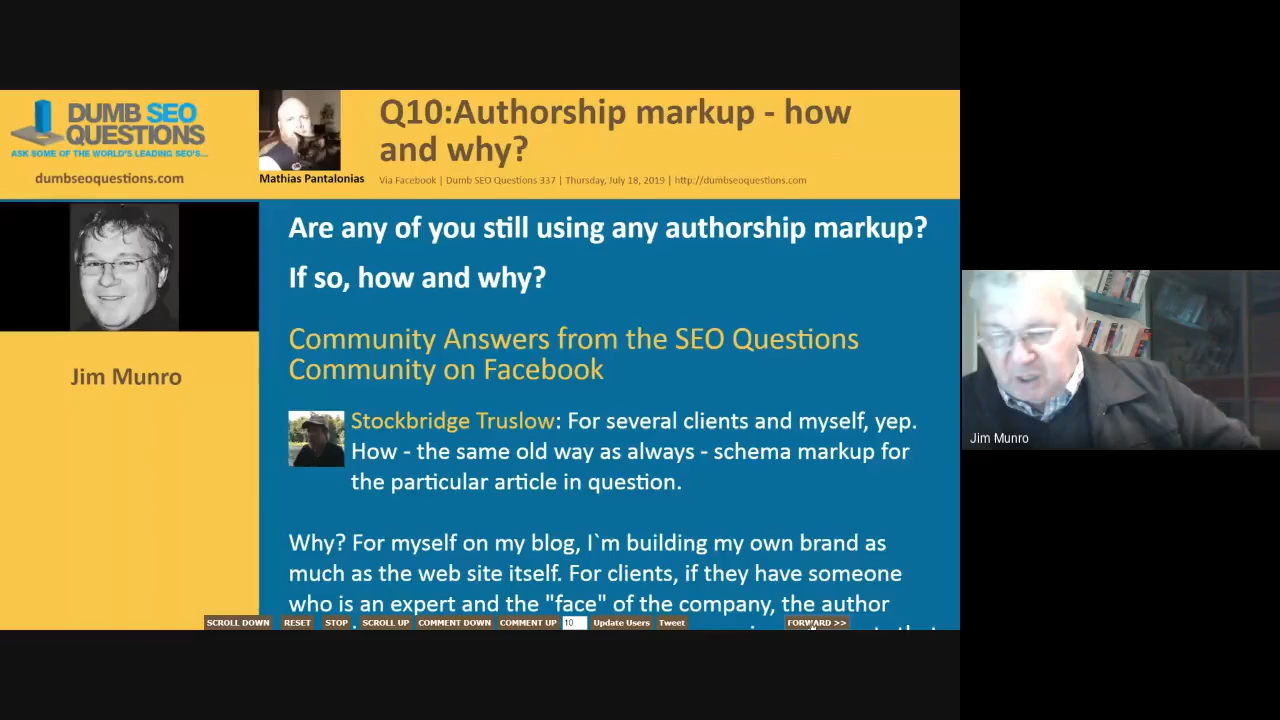 DUMB SEO
QUESTIONS
ASK SOME OF THE WORLD'S LEADING SEO'S...
dumbseoquestions.com
Mathias Pantalonias
Q10:Authorship markup - how
and why?
Via Facebook | Dumb SEO Questions 337 | Thursday, July 18, 2019 | http://dumbseoquestions.com
Jim Munro
Are any of you still using any authorship markup?
If so, how and why?
Community Answers from the SEO Questions
Community on Facebook
Stockbridge Truslow: For several clients and myself, yep.
How - the same old way as always - schema markup for
the particular article in question.
Why? For myself on my blog, I`m building my own brand as
much as the web site itself. For clients, if they have someone
who is an expert and the "face" of the company, the author
SCROLL DOWN RESET STOP SCROLL UP COMMENT DOWN COMMENT UP 10 Update Users Tweet FORWARD >>
Jim Munro